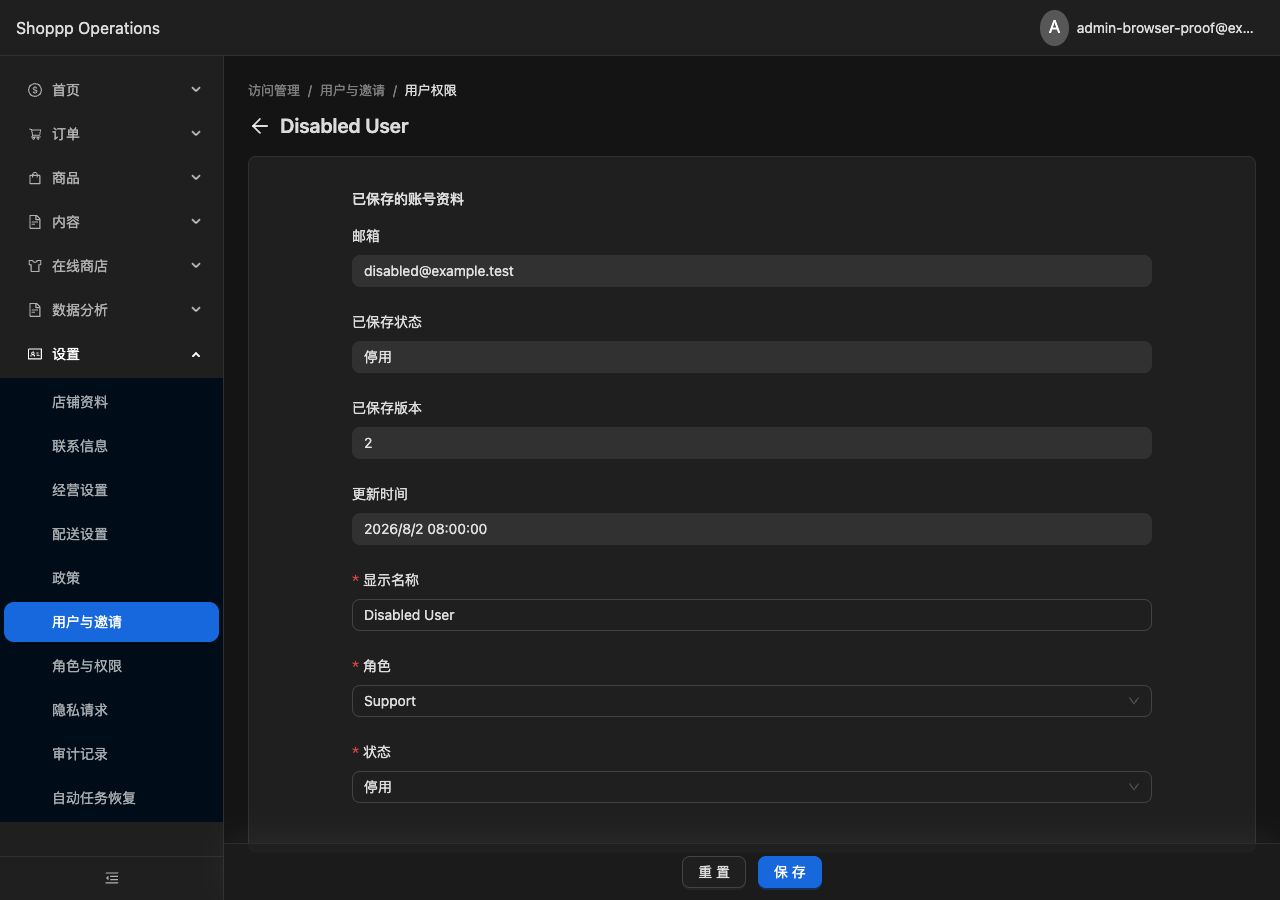 Shoppp Operations
A
admin-browser-proof@ex...
首页
订单
商品
内容
在线商店
数据分析
设置
店铺资料
联系信息
经营设置
配送设置
政策
用户与邀请
角色与权限
隐私请求
审计记录
自动任务恢复
访问管理 / 用户与邀请 / 用户权限
Disabled User
已保存的账号资料
邮箱
disabled@example.test
已保存状态
停用
已保存版本
2
更新时间
2026/8/2 08:00:00
* 显示名称
Disabled User
* 角色
Support
* 状态
停用
重 置
保 存